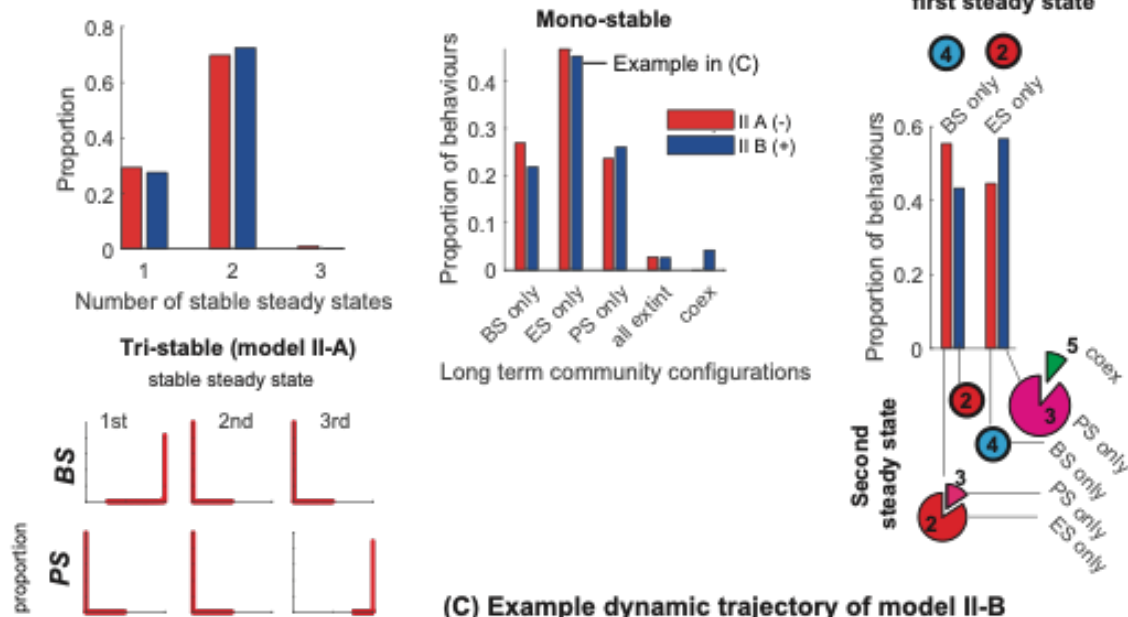 0.8
0.6
0.4
0.2
0
Proportion
1 2 3
Number of stable steady states
Mono-stable
Example in (C)
II A (-)
II B (+)
0.4
0.3
0.2
0.1
0
Proportion of behaviours
BS only
ES only
PS only
all extint
coex
Long term community configurations
first steady state
4 2
BS only
ES only
0.6
0.4
0.2
0
Proportion of behaviours
5 coex
2
3
PS only
4
BS only
3
PS only
2
ES only
Second
steady state
Tri-stable (model II-A)
stable steady state
1st 2nd 3rd
BS
PS
proportion
(C) Example dynamic trajectory of model II-B